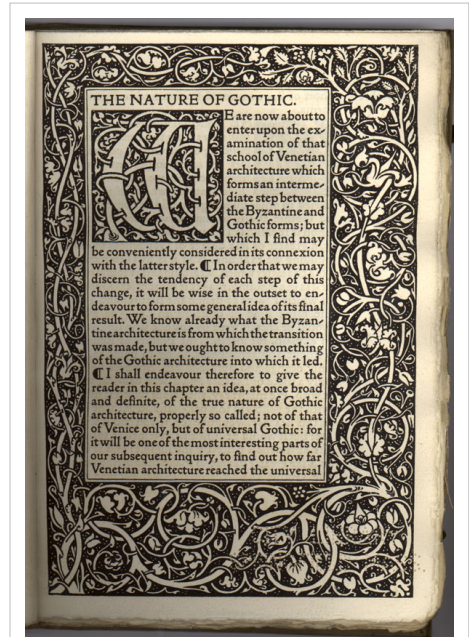 THE NATURE OF GOTHIC.
WE are now about to
enter upon the ex-
amination of that
school of Venetian
architecture which
forms an interme-
diate step between
the Byzantine and
Gothic forms; but
which I find may
be conveniently considered in its connexion
with the latter style. ¶ In order that we may
discern the tendency of each step of this
change, it will be wise in the outset to en-
deavour to form some general idea of its final
result. We know already what the Byzan-
tine architecture is from which the transition
was made, but we ought to know something
of the Gothic architecture into which it led.
¶ I shall endeavour therefore to give the
reader in this chapter an idea, at once broad
and definite, of the true nature of Gothic
architecture, properly so called; not of that
of Venice only, but of universal Gothic: for
it will be one of the most interesting parts of
our subsequent inquiry, to find out how far
Venetian architecture reached the universal